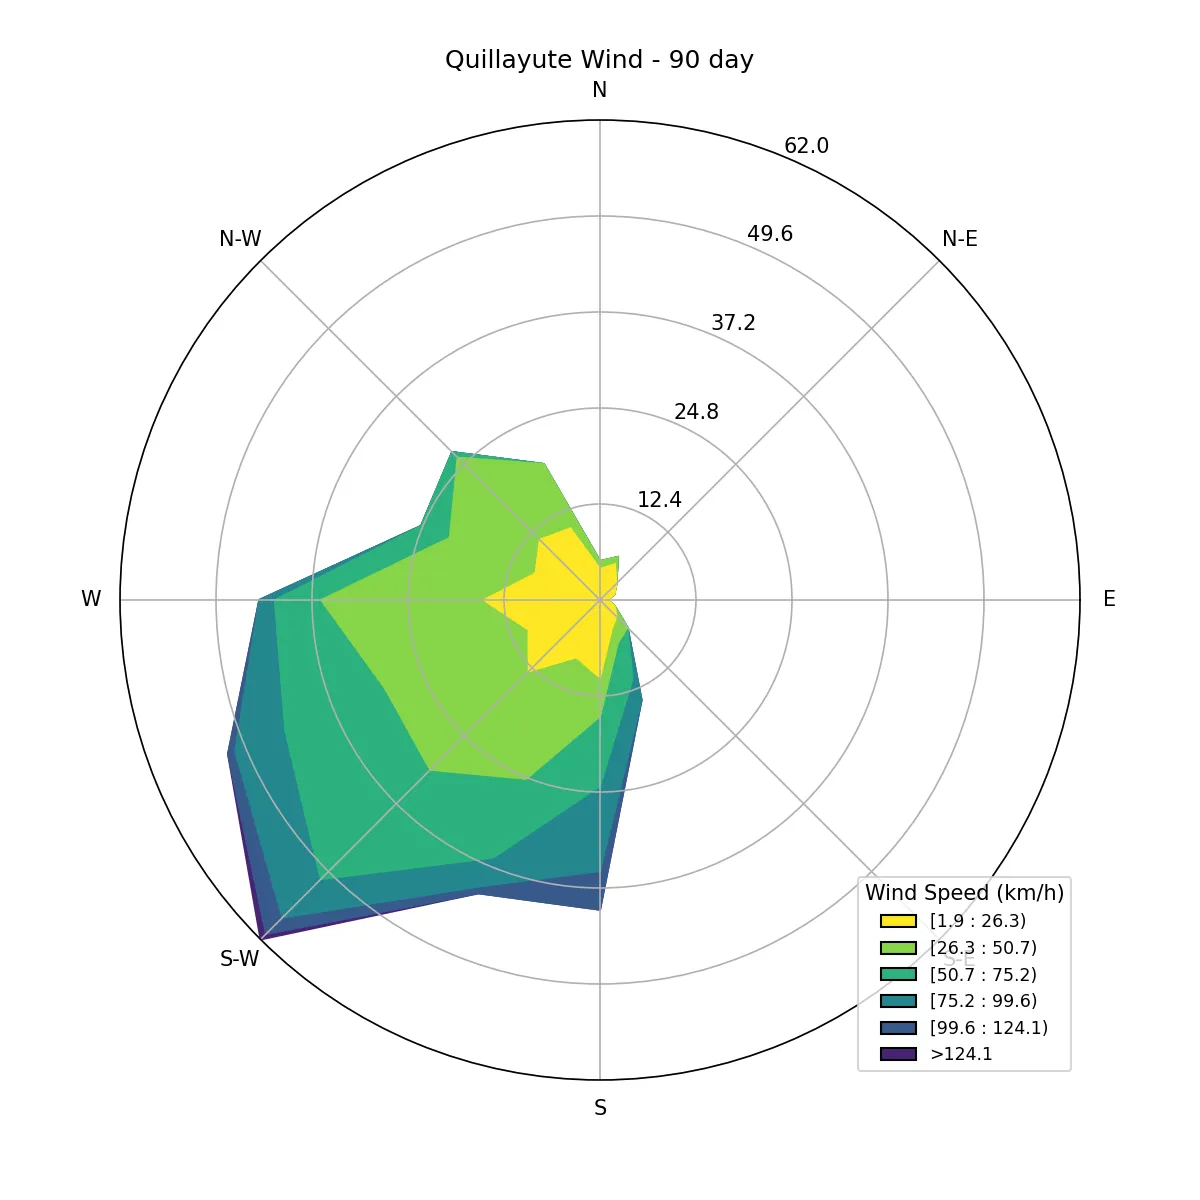 Quillayute Wind - 90 day
N
62.0
N-W
49.6
N-E
37.2
24.8
12.4
W
E
Wind Speed (km/h)
[1.9 : 26.3)
[26.3 : 50.7)
S-W
S-E
[50.7 : 75.2)
[75.2 : 99.6)
[99.6 : 124.1)
>124.1
S